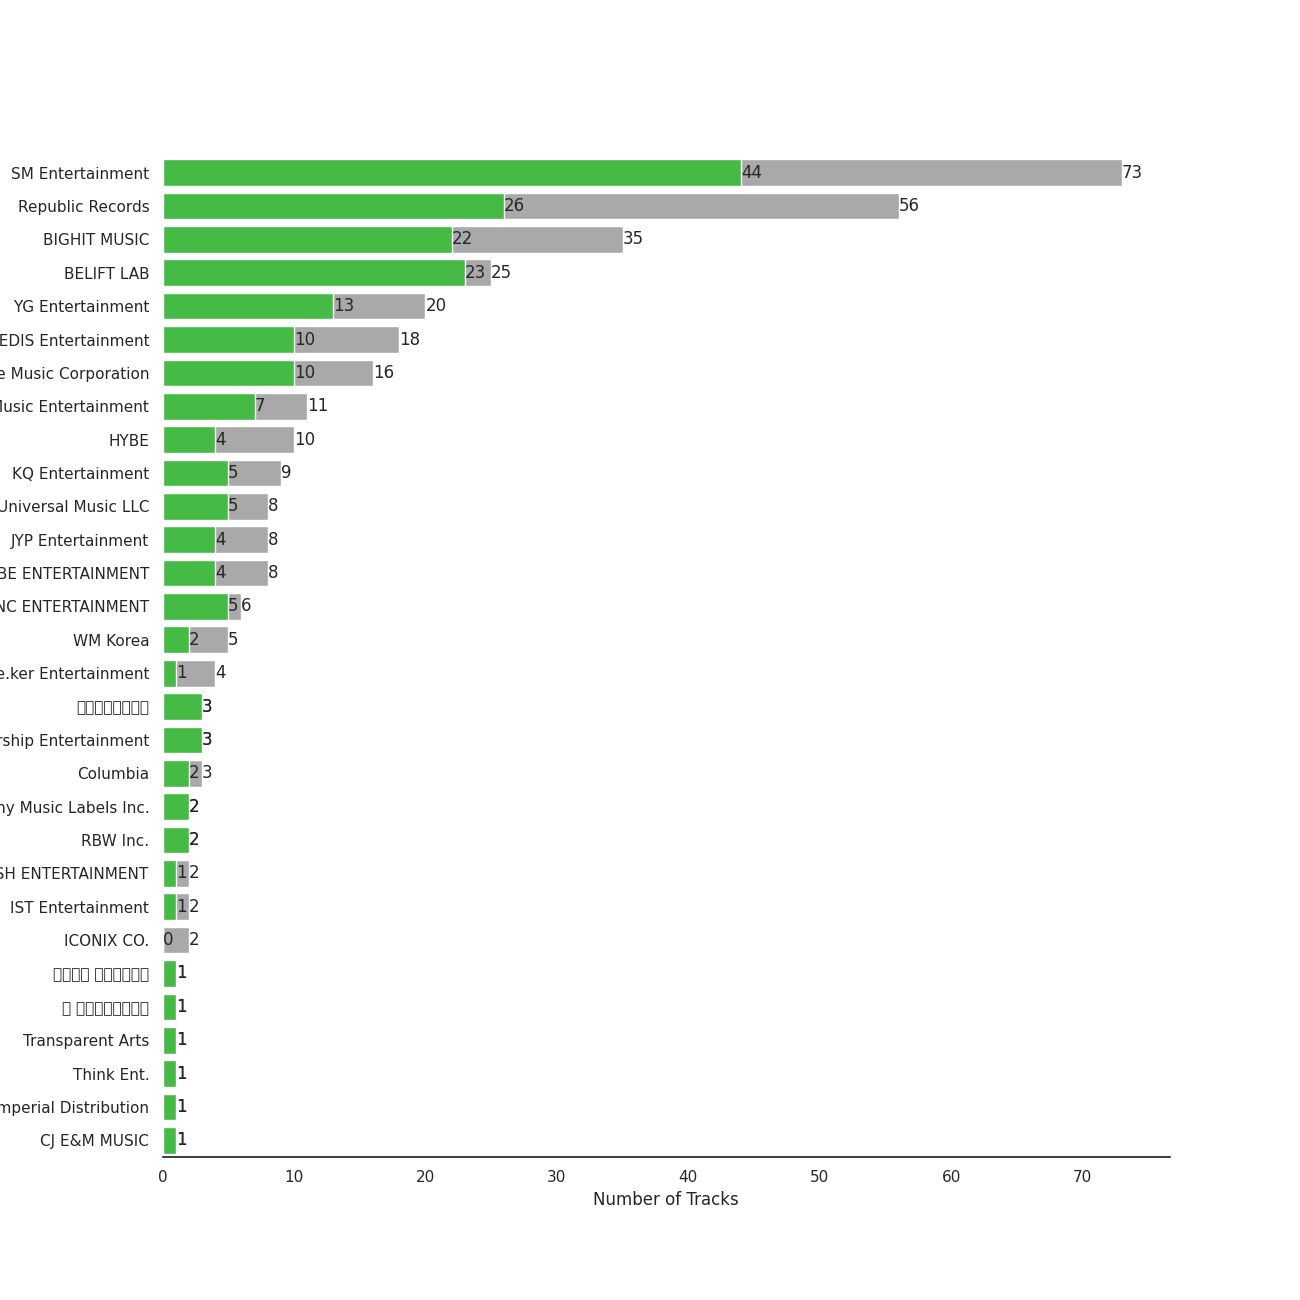 SM Entertainment 44 73
Republic Records 26 56
BIGHIT MUSIC 22 35
BELIFT LAB 23 25
YG Entertainment 13 20
EDIS Entertainment 10 18
e Music Corporation 10 16
Music Entertainment 7 11
HYBE 4 10
KQ Entertainment 5 9
Universal Music LLC 5 8
JYP Entertainment 4 8
BE ENTERTAINMENT 4 8
NC ENTERTAINMENT 5 6
WM Korea 2 5
e.ker Entertainment 1 4
3
rship Entertainment 3
Columbia 2 3
ny Music Labels Inc. 2
RBW Inc. 2
SH ENTERTAINMENT 1 2
IST Entertainment 1 2
ICONIX CO. 0 2
1
1
Transparent Arts 1
Think Ent. 1
mperial Distribution 1
CJ E&M MUSIC 1
0 10 20 30 40 50 60 70
Number of Tracks